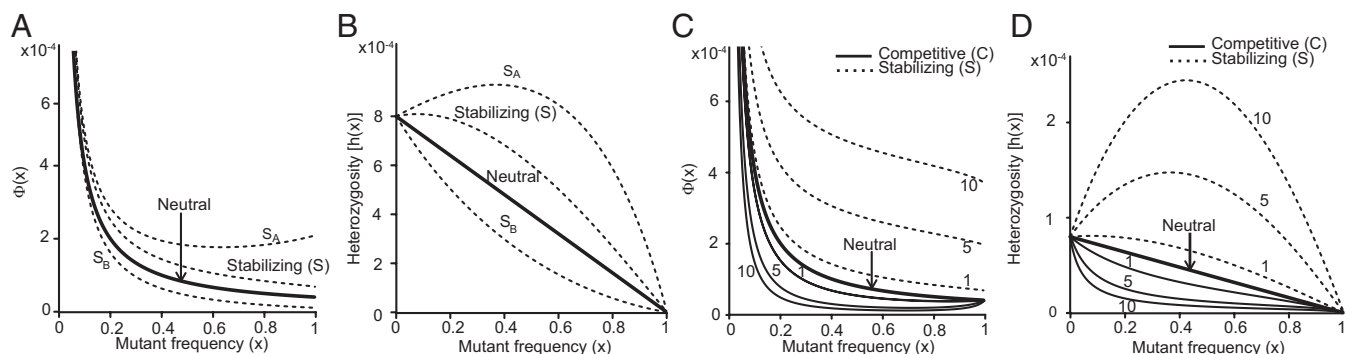 A
x10-4
6
4
2
0
Φ(x)
Neutral
SA
SB
Stabilizing (S)
0 0.2 0.4 0.6 0.8 1
Mutant frequency (x)
B
x10-4
8
6
4
2
0
Heterozygosity [h(x)]
SA
Stabilizing (S)
Neutral
SB
0 0.2 0.4 0.6 0.8 1
Mutant frequency (x)
C
x10-4
Competitive (C)
Stabilizing (S)
6
4
2
0
Φ(x)
10
5
Neutral
1
10 5 1
0 0.2 0.4 0.6 0.8 1
Mutant frequency (x)
D
x10-4
Competitive (C)
Stabilizing (S)
2
1
0
Heterozygosity [h(x)]
10
5
Neutral
1
1
5
10
0 0.2 0.4 0.6 0.8 1
Mutant frequency (x)